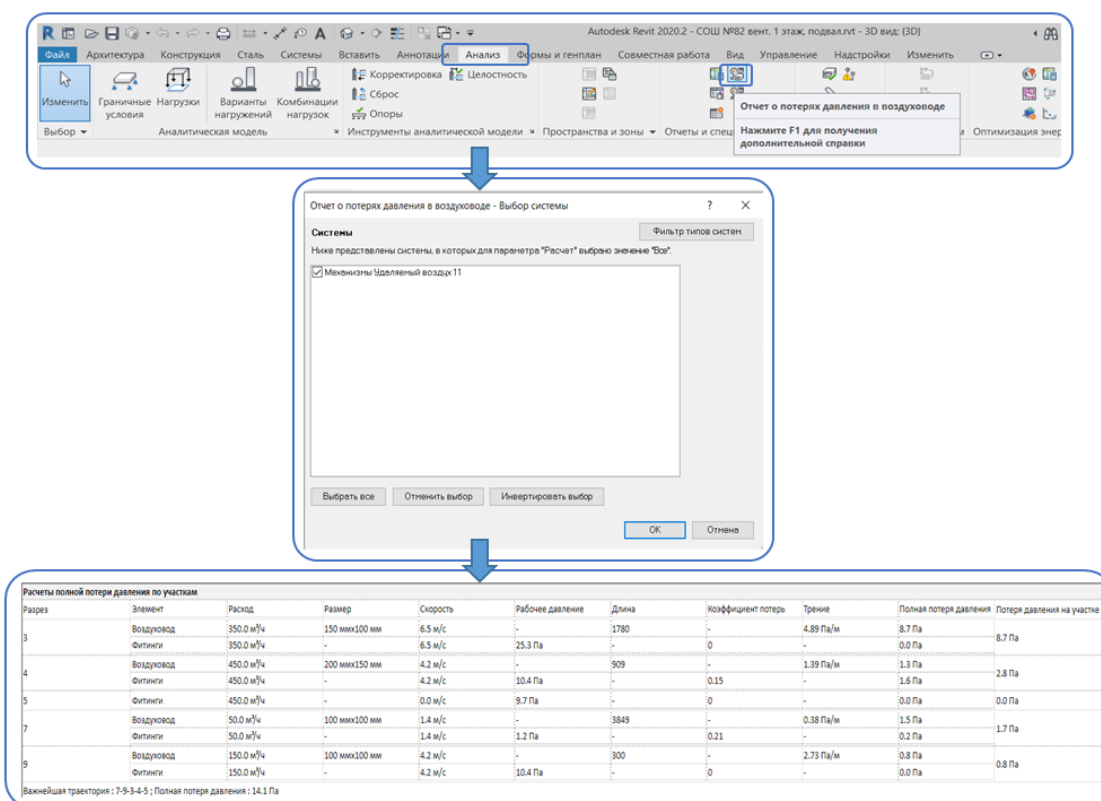 Autodesk Revit 2020.2 - СОШ №82 вент. 1 этаж, подвал.rvt - 3D вид: {3D}
Файл Архитектура Конструкция Сталь Системы Вставить Аннотации Анализ Формы и генплан Совместная работа Вид Управление Надстройки Изменить
Корректировка Целостность
Сброс
Опоры
Изменить Граничные условия Нагрузки Варианты нагружений Комбинации нагрузок
Отчет о потерях давления в воздуховоде
Нажмите F1 для получения
дополнительной справки
Выбор Аналитическая модель Инструменты аналитической модели Пространства и зоны Отчеты и Оптимизация
Отчет о потерях давления в воздуховоде - Выбор системы ? X
Системы
Фильтр типов систем
Ниже представлены системы, в которых для параметра "Расчет" выбрано значение "Все".
Механизмы Удаляемый воздух 11
Выбрать все Отменить выбор Инвертировать выбор
OK Отмена
Расчеты полной потери давления по участкам
Разрез Элемент Расход Размер Скорость Рабочее давление Длина Коэффициент потерь Трение Полная потеря давления Потеря давления на участке
3 Воздуховод 350.0 м³/ч 150 ммx100 мм 6.5 м/с - 1780 - 4.89 Па/м 8.7 Па 8.7 Па
Фитинги 350.0 м³/ч - 6.5 м/с 25.3 Па - 0 - 0.0 Па
4 Воздуховод 450.0 м³/ч 200 ммx150 мм 4.2 м/с - 909 - 1.39 Па/м 1.3 Па 2.8 Па
Фитинги 450.0 м³/ч - 4.2 м/с 10.4 Па - 0.15 - 1.6 Па
5 Фитинги 450.0 м³/ч - 0.0 м/с 9.7 Па - 0 - 0.0 Па 0.0 Па
7 Воздуховод 50.0 м³/ч 100 ммx100 мм 1.4 м/с - 3849 - 0.38 Па/м 1.5 Па 1.7 Па
Фитинги 50.0 м³/ч - 1.4 м/с 1.2 Па - 0.21 - 0.2 Па
9 Воздуховод 150.0 м³/ч 100 ммx100 мм 4.2 м/с - 300 - 2.73 Па/м 0.8 Па 0.8 Па
Фитинги 150.0 м³/ч - 4.2 м/с 10.4 Па - 0 - 0.0 Па
Важнейшая траектория : 7-9-3-4-5 ; Полная потеря давления : 14.1 Па